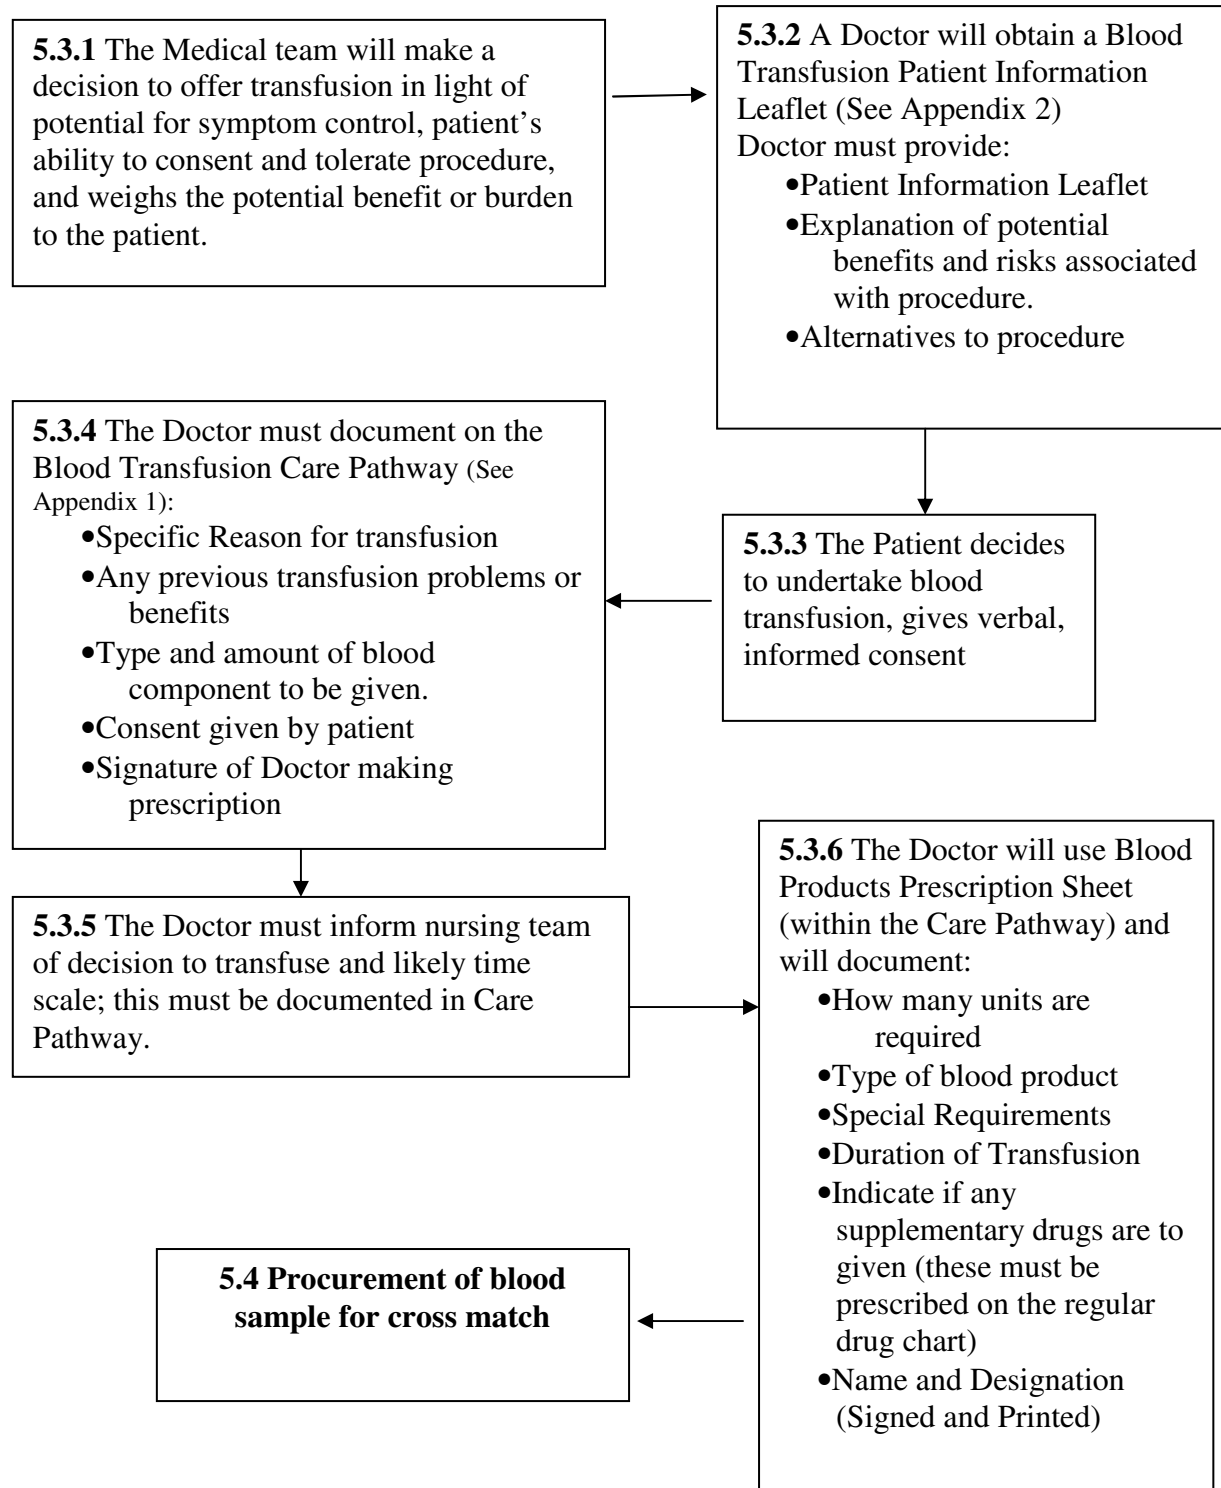 5.3.1 The Medical team will make a
decision to offer transfusion in light of
potential for symptom control, patient's
ability to consent and tolerate procedure,
and weighs the potential benefit or burden
to the patient.
5.3.2 A Doctor will obtain a Blood
Transfusion Patient Information
Leaflet (See Appendix 2)
Doctor must provide:
•Patient Information Leaflet
•Explanation of potential
benefits and risks associated
with procedure.
•Alternatives to procedure
5.3.3 The Patient decides
to undertake blood
transfusion, gives verbal,
informed consent
5.3.4 The Doctor must document on the
Blood Transfusion Care Pathway (See
Appendix 1):
•Specific Reason for transfusion
•Any previous transfusion problems or
benefits
•Type and amount of blood
component to be given.
•Consent given by patient
•Signature of Doctor making
prescription
5.3.5 The Doctor must inform nursing team
of decision to transfuse and likely time
scale; this must be documented in Care
Pathway.
5.3.6 The Doctor will use Blood
Products Prescription Sheet
(within the Care Pathway) and
will document:
•How many units are
required
•Type of blood product
•Special Requirements
•Duration of Transfusion
•Indicate if any
supplementary drugs are to
given (these must be
prescribed on the regular
drug chart)
•Name and Designation
(Signed and Printed)
5.4 Procurement of blood
sample for cross match